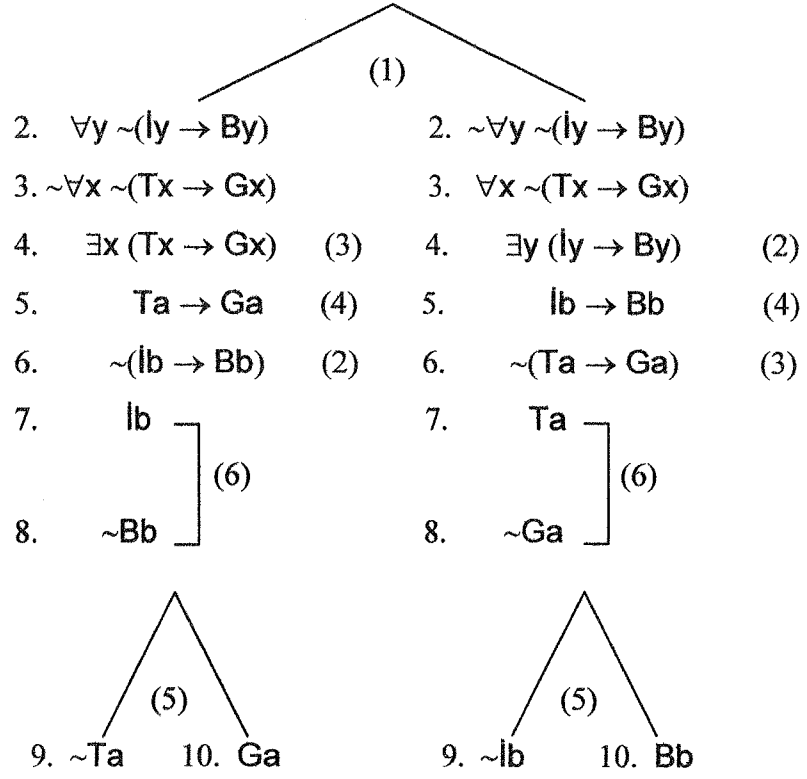 (1)
2. ∀y ~(İy → By) 2. ~∀y ~(İy → By)
3. ~∀x ~(Tx → Gx) 3. ∀x ~(Tx → Gx)
4. ∃x (Tx → Gx) (3) 4. ∃y (İy → By) (2)
5. Ta → Ga (4) 5. İb → Bb (4)
6. ~(İb → Bb) (2) 6. ~(Ta → Ga) (3)
7. İb 7. Ta
(6) (6)
8. ~Bb 8. ~Ga
(5) (5)
9. ~Ta 10. Ga 9. ~İb 10. Bb